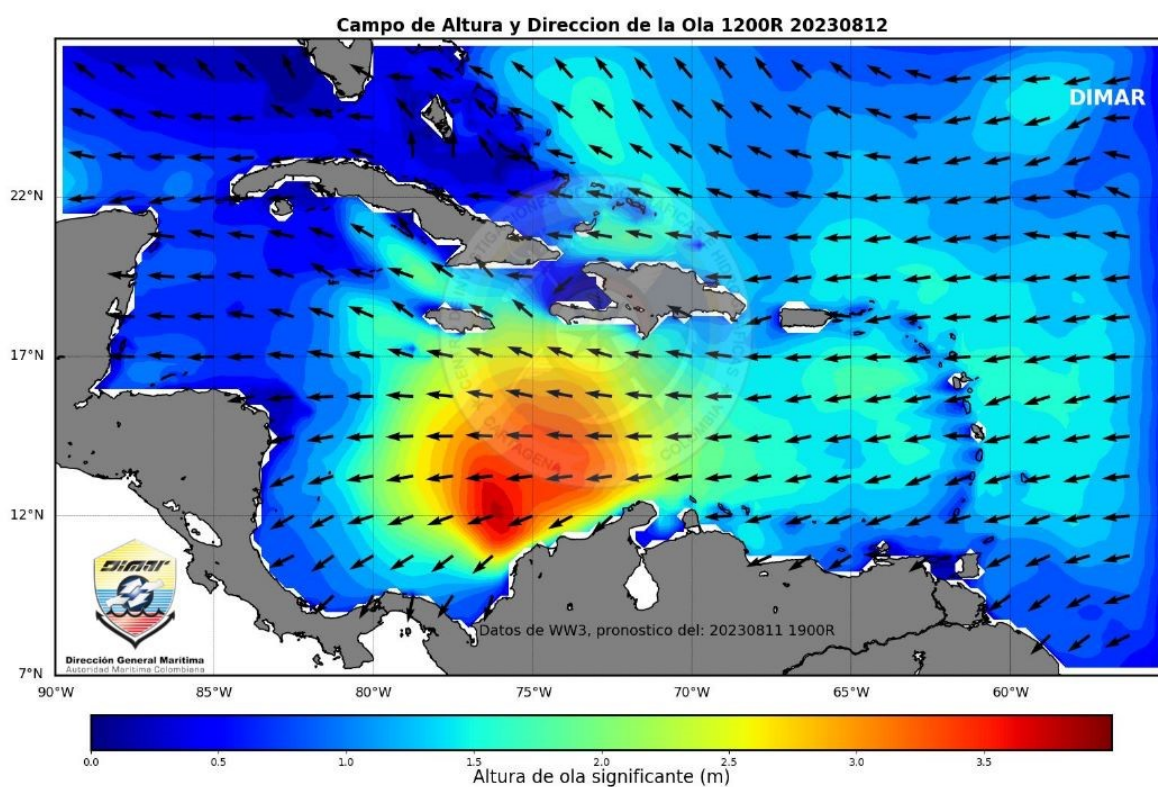 Campo de Altura y Direccion de la Ola 1200R 20230812
DIMAR
22°N
17°N
12°N
7°N
DIMAR
Dirección General Marítima
Autoridad Marítima Colombiana
Datos de WW3, pronostico del: 20230811 1900R
90°W 85°W 80°W 75°W 70°W 65°W 60°W
0.0 0.5 1.0 1.5 2.0 2.5 3.0 3.5
Altura de ola significante (m)